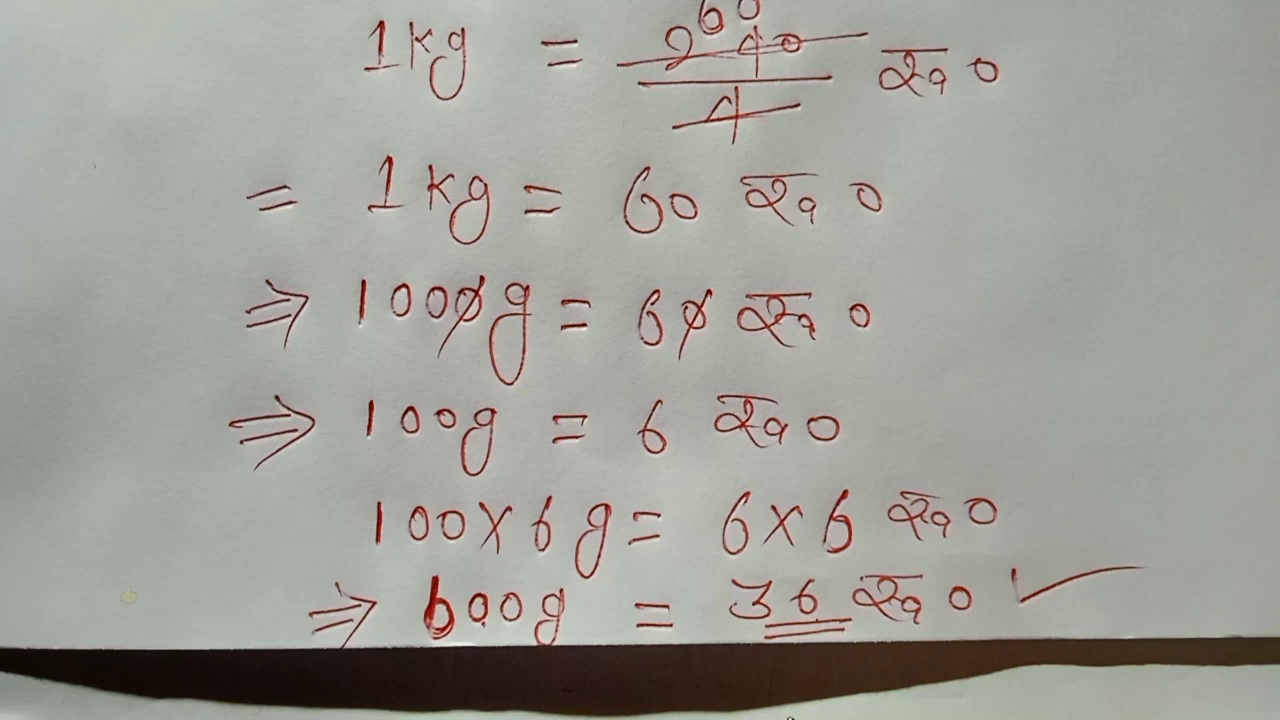 1kg = 240/4 रू० 60
= 1kg = 60 रू०
⇒ 1000g = 60 रू०
⇒ 100g = 6 रू०
100×6g = 6×6 रू०
⇒ 600g = 36 रू० ✓